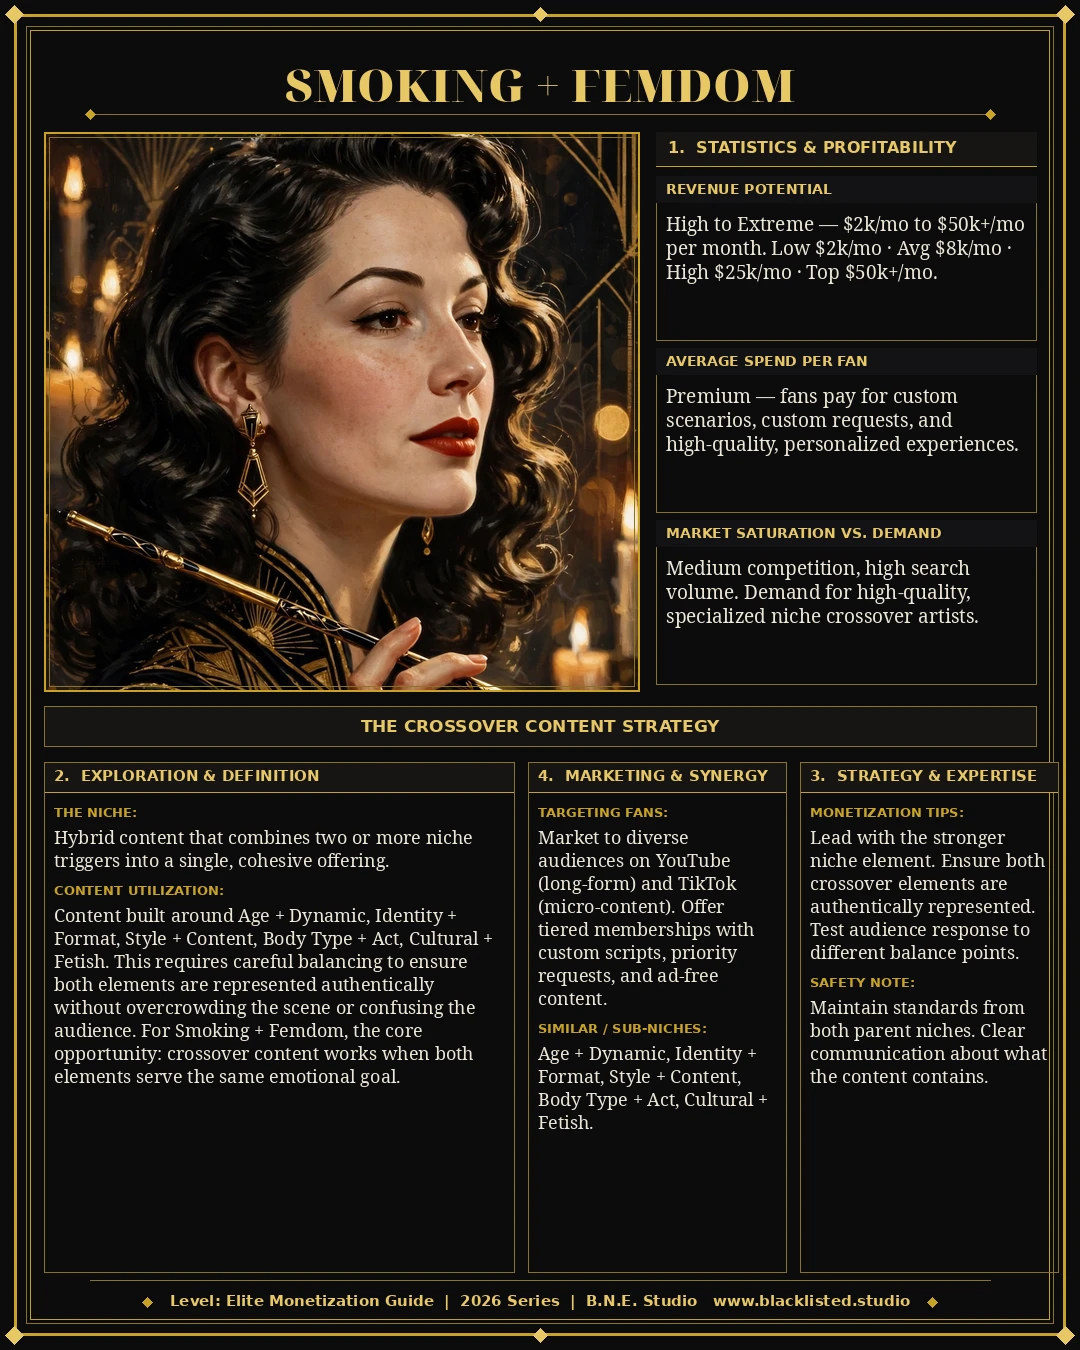 SMOKING + FEMDOM
1. STATISTICS & PROFITABILITY
REVENUE POTENTIAL
High to Extreme — $2k/mo to $50k+/mo
per month. Low $2k/mo · Avg $8k/mo ·
High $25k/mo · Top $50k+/mo.
AVERAGE SPEND PER FAN
Premium — fans pay for custom
scenarios, custom requests, and
high-quality, personalized experiences.
MARKET SATURATION VS. DEMAND
Medium competition, high search
volume. Demand for high-quality,
specialized niche crossover artists.
THE CROSSOVER CONTENT STRATEGY
2. EXPLORATION & DEFINITION
THE NICHE:
Hybrid content that combines two or more niche
triggers into a single, cohesive offering.
CONTENT UTILIZATION:
Content built around Age + Dynamic, Identity +
Format, Style + Content, Body Type + Act, Cultural +
Fetish. This requires careful balancing to ensure
both elements are represented authentically
without overcrowding the scene or confusing the
audience. For Smoking + Femdom, the core
opportunity: crossover content works when both
elements serve the same emotional goal.
4. MARKETING & SYNERGY
TARGETING FANS:
Market to diverse
audiences on YouTube
(long-form) and TikTok
(micro-content). Offer
tiered memberships with
custom scripts, priority
requests, and ad-free
content.
SIMILAR / SUB-NICHES:
Age + Dynamic, Identity +
Format, Style + Content,
Body Type + Act, Cultural +
Fetish.
3. STRATEGY & EXPERTISE
MONETIZATION TIPS:
Lead with the stronger
niche element. Ensure both
crossover elements are
authentically represented.
Test audience response to
different balance points.
SAFETY NOTE:
Maintain standards from
both parent niches. Clear
communication about what
the content contains.
Level: Elite Monetization Guide | 2026 Series | B.N.E. Studio www.blacklisted.studio